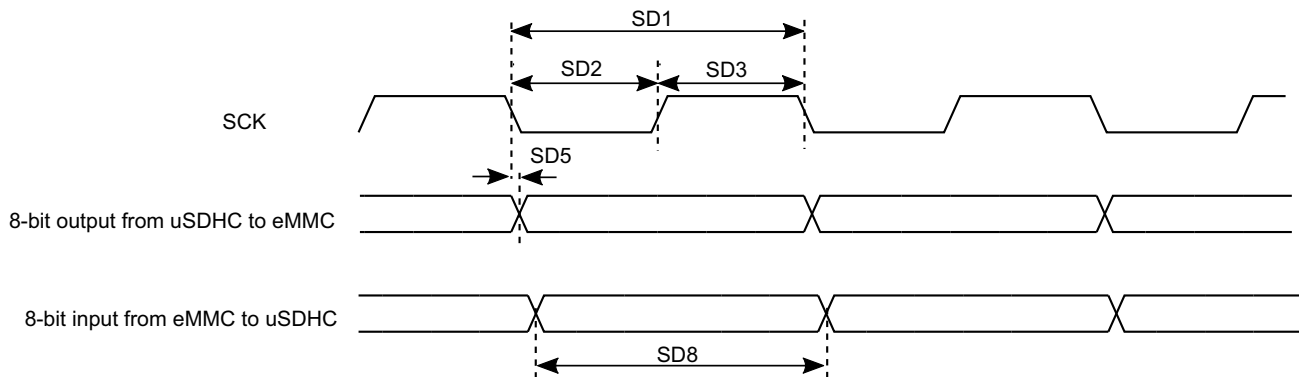 SD1
SD2
SD3
SCK
SD5
8-bit output from uSDHC to eMMC
8-bit input from eMMC to uSDHC
SD8